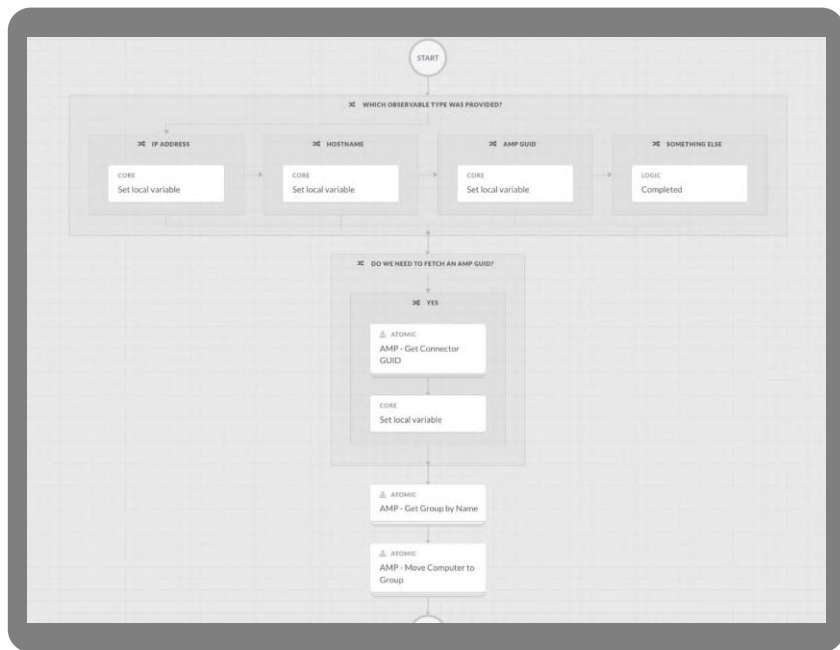 START
WHICH OBSERVABLE TYPE WAS PROVIDED?
IP ADDRESS
CORE
Set local variable
HOSTNAME
CORE
Set local variable
AMP GUID
CORE
Set local variable
SOMETHING ELSE
LOGIC
Completed
DO WE NEED TO FETCH AN AMP GUID?
YES
ATOMIC
AMP - Get Connector
GUID
CORE
Set local variable
ATOMIC
AMP - Get Group by Name
ATOMIC
AMP - Move Computer to
Group